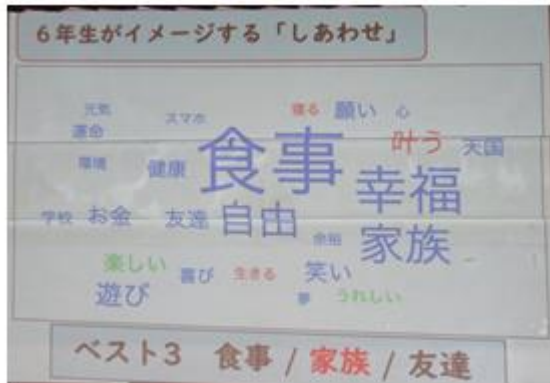 6年生がイメージする「しあわせ」
元気 スマホ 寝る 願い 心
運命 叶う 天国
環境 健康 食事 幸福
学校 お金 友達 自由 余裕 家族
楽しい 喜び 生きる 笑い
遊び 夢 うれしい
ベスト3 食事 / 家族 / 友達